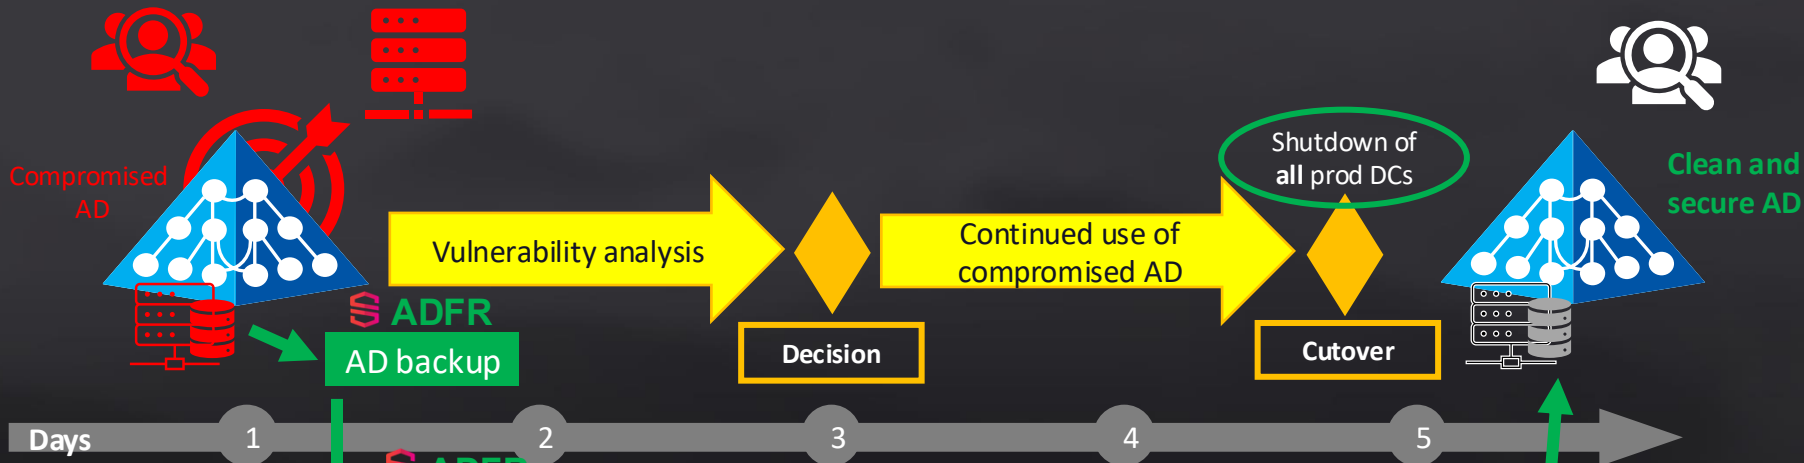 Compromised
AD
Shutdown of
all prod DCs
Clean and
secure AD
Vulnerability analysis
Continued use of
compromised AD
ADFR
AD backup
Decision
Cutover
Days
1
2
3
4
5
ADFR